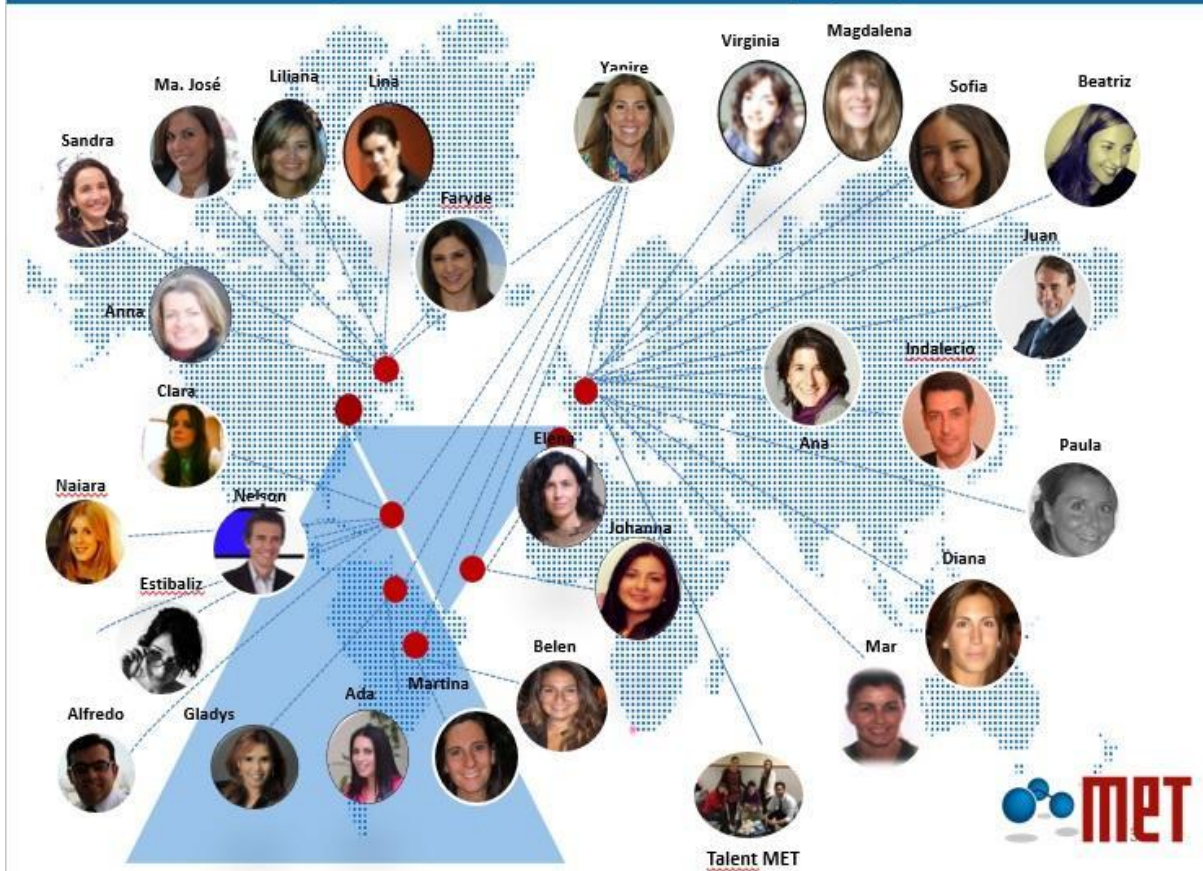 Virginia
Magdalena
Ma. José
Liliana
Lina
Yanire
Sofia
Beatriz
Sandra
Faryde
Juan
Anna
Indalecio
Clara
Elena
Ana
Paula
Naiara
Nelson
Johanna
Estibaliz
Diana
Belen
Mar
Alfredo
Gladys
Ada
Martina
MET
Talent MET